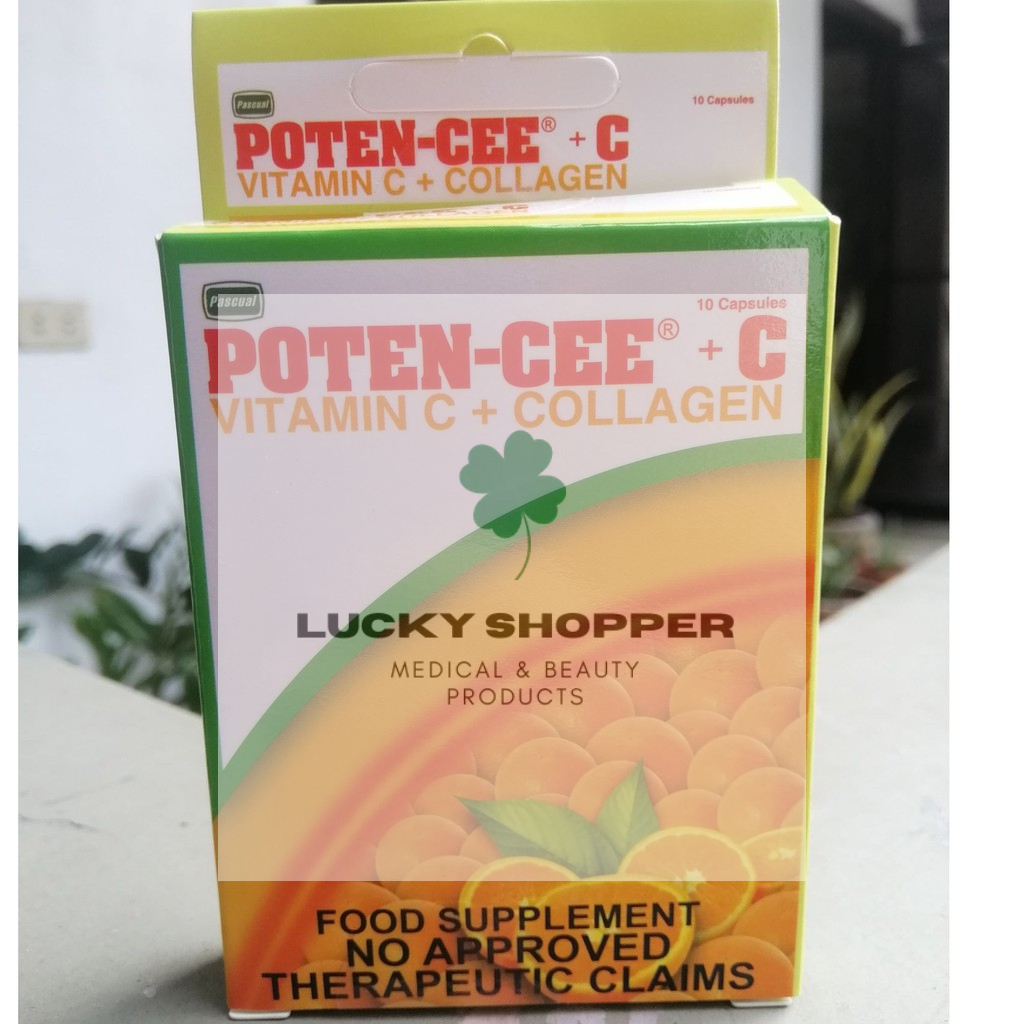 Pascual
10 Capsules
POTEN-CEE® + C
VITAMIN C + COLLAGEN
COLLAGEN
Pascual
10 Capsules
POTEN-CEE® + C
VITAMIN C + COLLAGEN
LUCKY SHOPPER
MEDICAL & BEAUTY
PRODUCTS
FOOD SUPPLEMENT
NO APPROVED
THERAPEUTIC CLAIMS